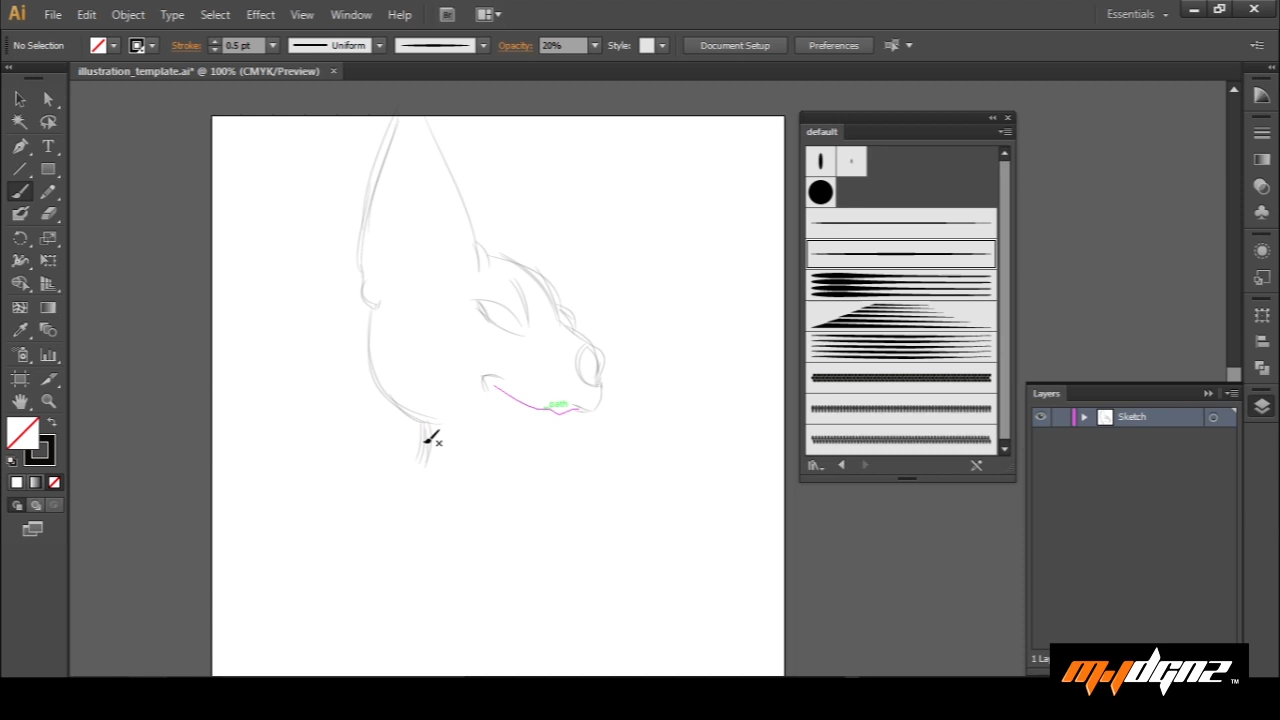 Ai File Edit Object Type Select Effect View Window Help Essentials
No Selection Stroke: 0.5 pt Uniform Opacity: 20% Style: Document Setup Preferences
illustration_template.ai* @ 100% (CMYK/Preview)
default
path
Layers
Sketch
1 La
MJDGNZ™